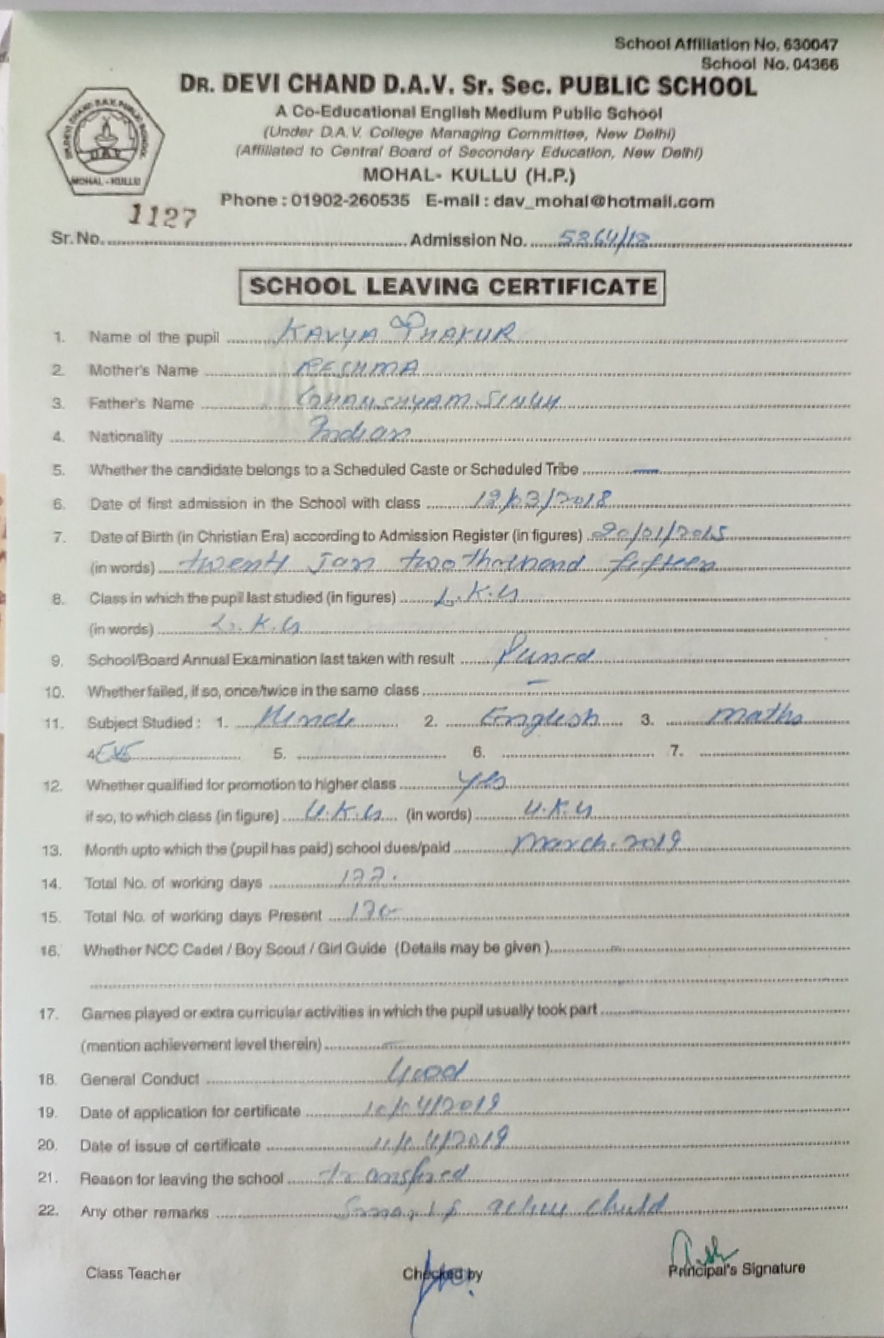 School Affiliation No. 630047
School No. 04366
DR. DEVI CHAND D.A.V. Sr. Sec. PUBLIC SCHOOL
A Co-Educational English Medium Public School
(Under D.A.V. College Managing Committee, New Delhi)
(Affiliated to Central Board of Secondary Education, New Delhi)
MOHAL- KULLU (H.P.)
Phone : 01902-260535 E-mail : dav_mohal@hotmail.com
DR. DEVI CHAND D.A.V. PUBLIC SCHOOL
D.A.V.
MOHAL - KULLU
1127
Sr. No. Admission No. 5264/18
SCHOOL LEAVING CERTIFICATE
1. Name of the pupil KAVYA THAKUR
2. Mother's Name RESHMA
3. Father's Name GHANSHYAM SINGH
4. Nationality Indian
5. Whether the candidate belongs to a Scheduled Caste or Scheduled Tribe —
6. Date of first admission in the School with class 12/03/2018
7. Date of Birth (in Christian Era) according to Admission Register (in figures) 20/01/2015
(in words) twenty Jan two thousand fifteen
8. Class in which the pupil last studied (in figures) L.K.G
(in words) L.K.G
9. School/Board Annual Examination last taken with result Passed
10. Whether failed, if so, once/twice in the same class –
11. Subject Studied : 1. Hindi 2. English 3. maths
4. EVS 5. 6. 7.
12. Whether qualified for promotion to higher class yes
if so, to which class (in figure) U.K.G (in words) U.K.G
13. Month upto which the (pupil has paid) school dues/paid March. 2019
14. Total No. of working days
15. Total No. of working days Present
16. Whether NCC Cadet / Boy Scout / Girl Guide (Details may be given ) –
17. Games played or extra curricular activities in which the pupil usually took part
(mention achievement level therein) –
18. General Conduct Good
19. Date of application for certificate 10/04/2019
20. Date of issue of certificate 11/04/2019
21. Reason for leaving the school transfred
22. Any other remarks active child
Class Teacher Checked by Principal's Signature